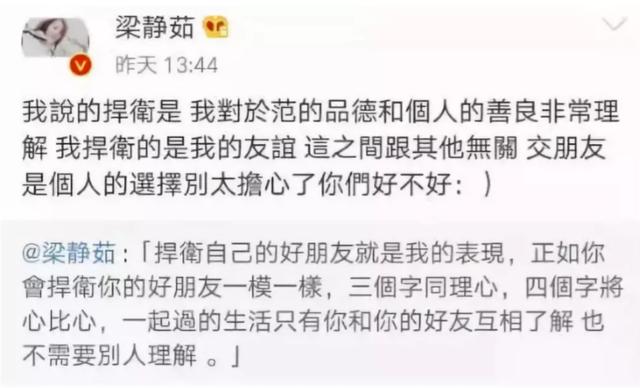 梁静茹
昨天 13:44
我說的捍衛是 我對於范的品德和個人的善良非常理
解 我捍衛的是我的友誼 這之間跟其他無關 交朋友
是個人的選擇別太擔心了你們好不好：）
@梁静茹 :「捍衛自己的好朋友就是我的表現，正如你
會捍衛你的好朋友一模一樣，三個字同理心，四個字將
心比心，一起過的生活只有你和你的好友互相了解 也
不需要別人理解 。」